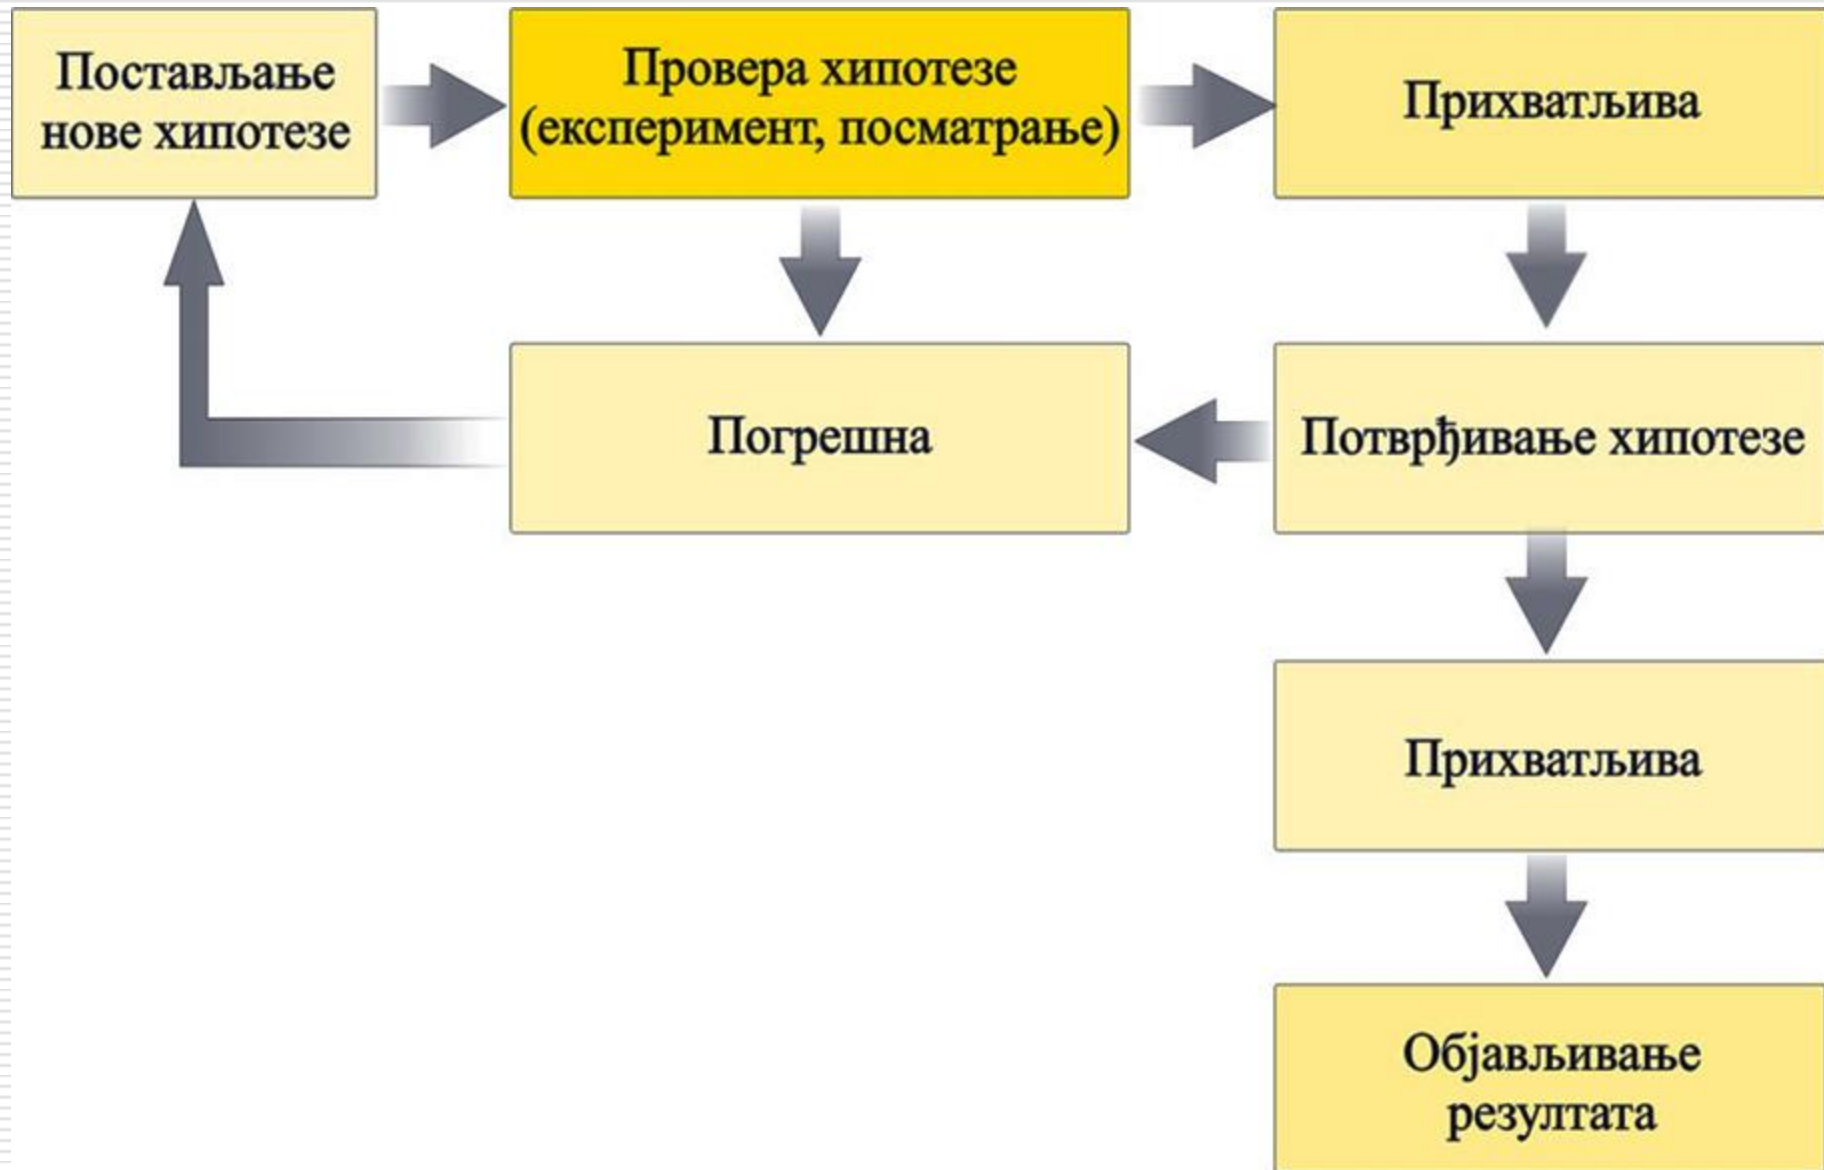 Постављање
нове хипотезе
Провера хипотезе
(експеримент, посматрање)
Прихватљива
Погрешна
Потврђивање хипотезе
Прихватљива
Објављивање
резултата